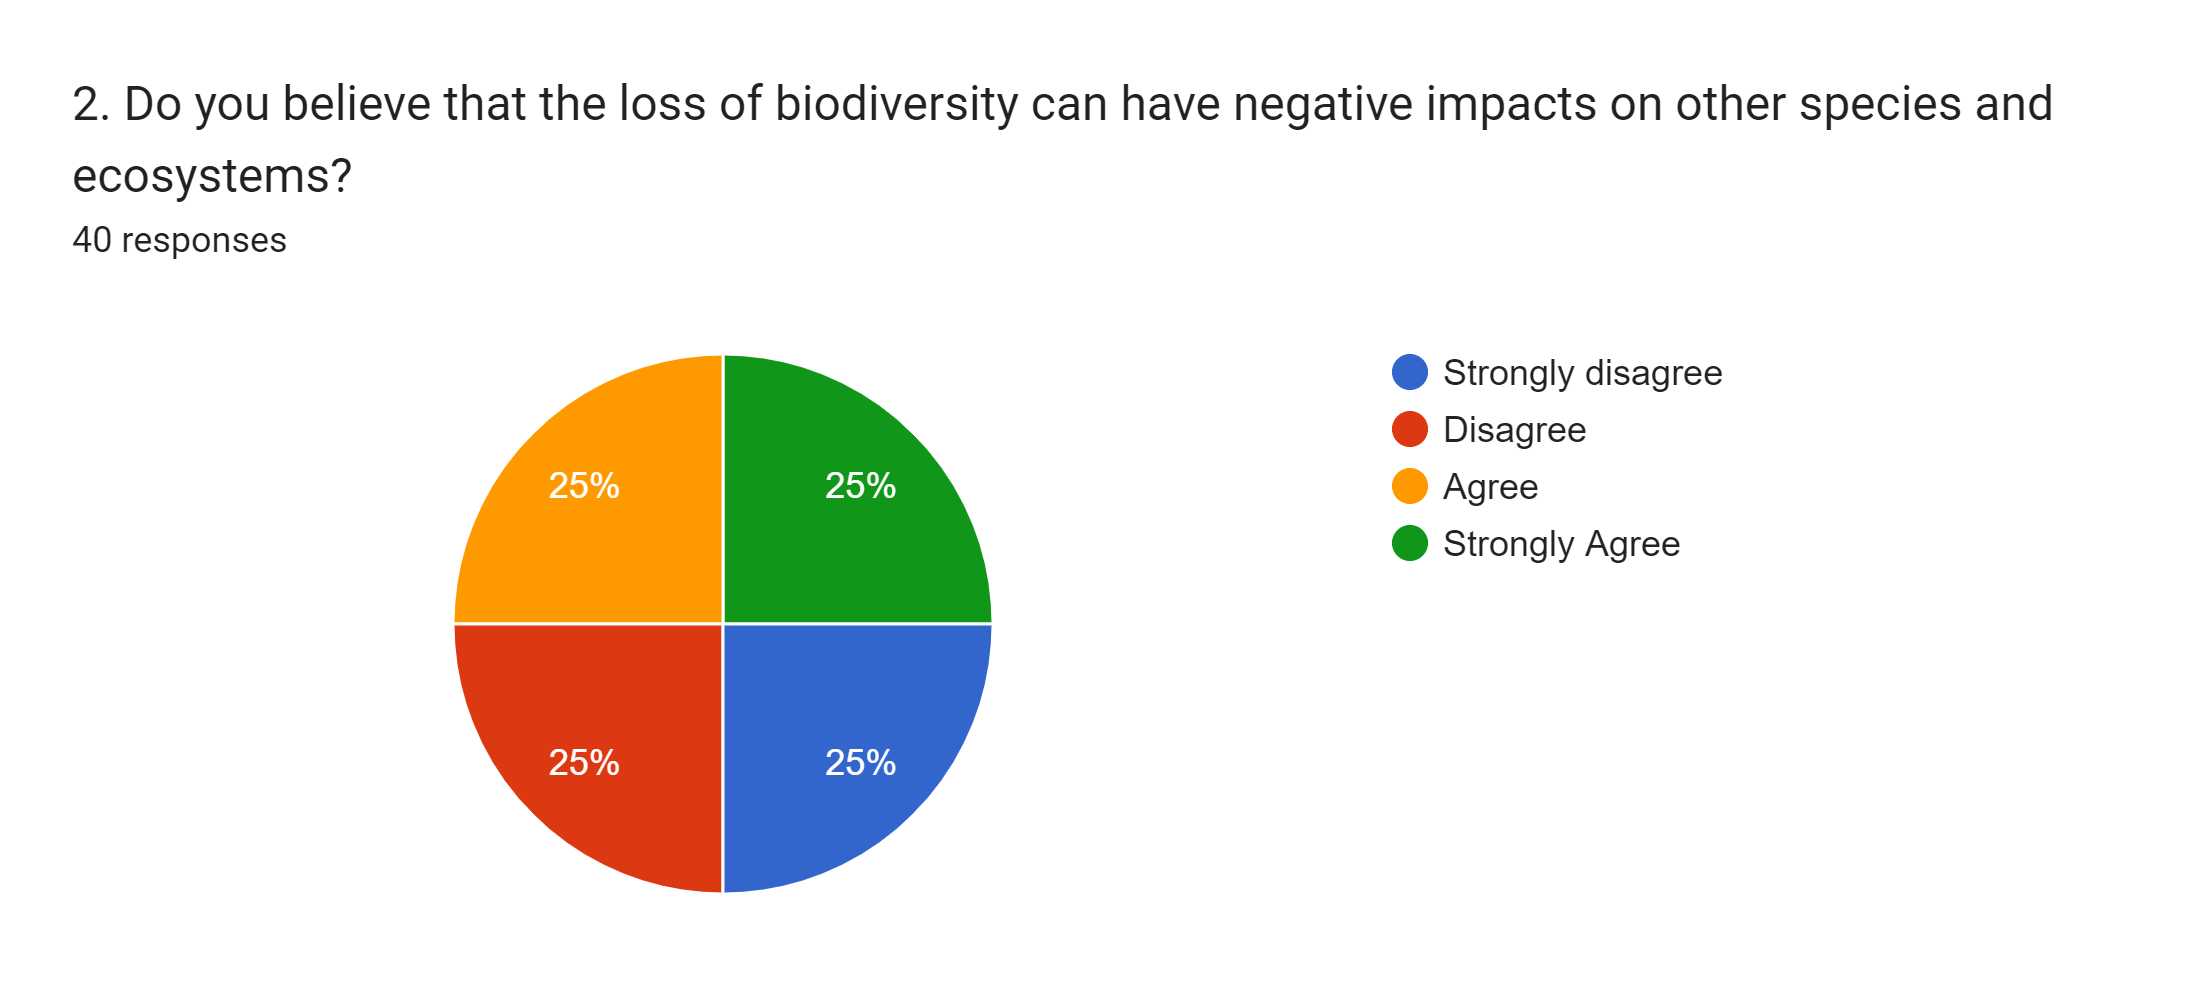 2. Do you believe that the loss of biodiversity can have negative impacts on other species and
ecosystems?
40 responses
25%
25%
25%
25%
Strongly disagree
Disagree
Agree
Strongly Agree